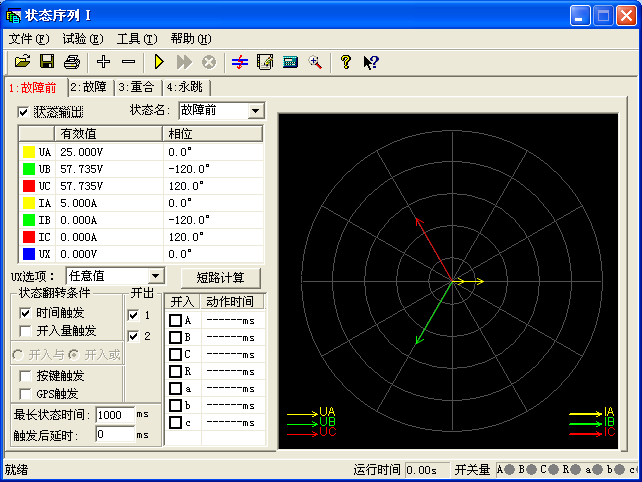 状态序列 I
文件(F) 试验(E) 工具(T) 帮助(H)
1:故障前 2:故障 3:重合 4:永跳
状态输出 状态名: 故障前
有效值 相位
UA 25.000V 0.0°
UB 57.735V -120.0°
UC 57.735V 120.0°
IA 5.000A 0.0°
IB 0.000A -120.0°
IC 0.000A 120.0°
UX 0.000V 0.0°
UX选项: 任意值 短路计算
状态翻转条件 开出
时间触发 1
开入量触发 2
开入与 开入或
按键触发
GPS触发
最长状态时间: 1000 ms
触发后延时: 0 ms
开入 动作时间
A ------ms
B ------ms
C ------ms
R ------ms
a ------ms
b ------ms
c ------ms
UA
UB
UC
IA
IB
IC
就绪 运行时间 0.00s 开关量 A B C R a b c